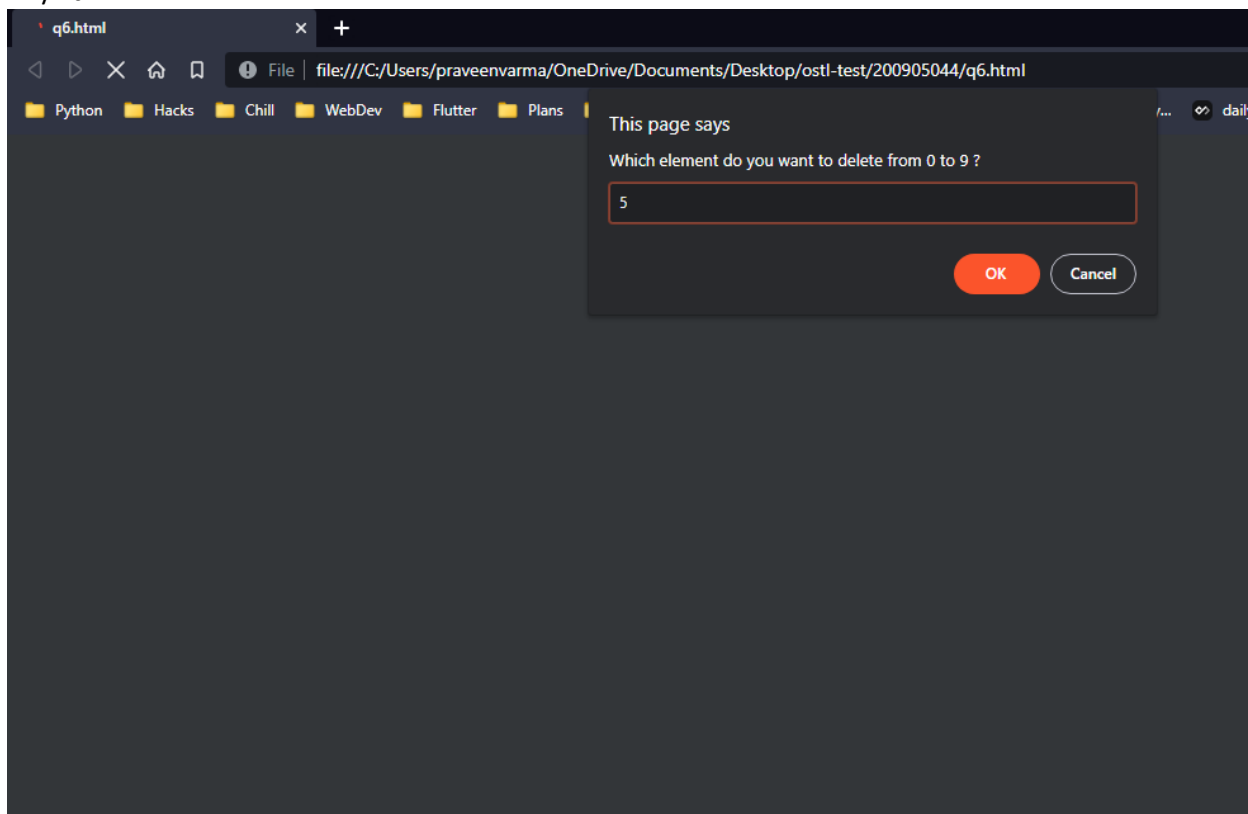 q6.html
File file:///C:/Users/praveenvarma/OneDrive/Documents/Desktop/ostl-test/200905044/q6.html
Python Hacks Chill WebDev Flutter Plans
This page says
Which element do you want to delete from 0 to 9 ?
5
OK Cancel